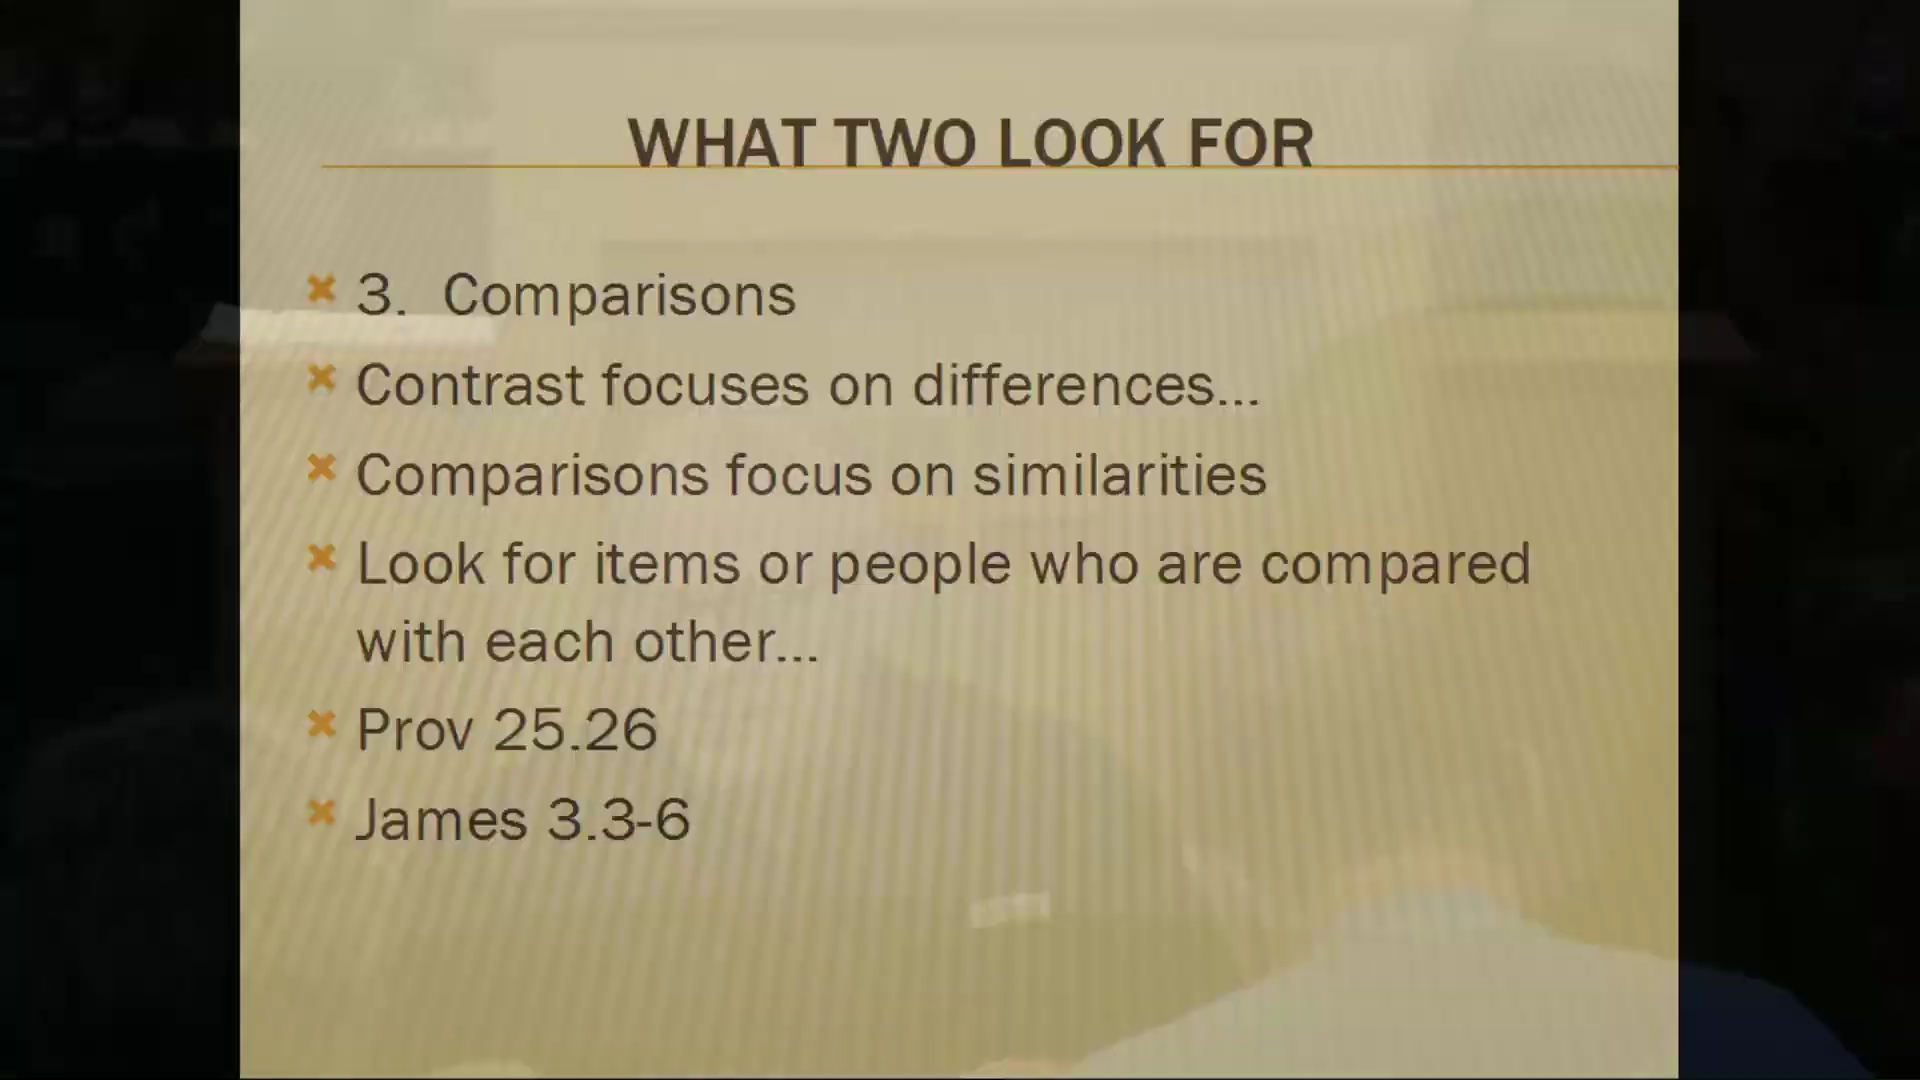 WHAT TWO LOOK FOR
3. Comparisons
Contrast focuses on differences...
Comparisons focus on similarities
Look for items or people who are compared
with each other...
Prov 25.26
James 3.3-6